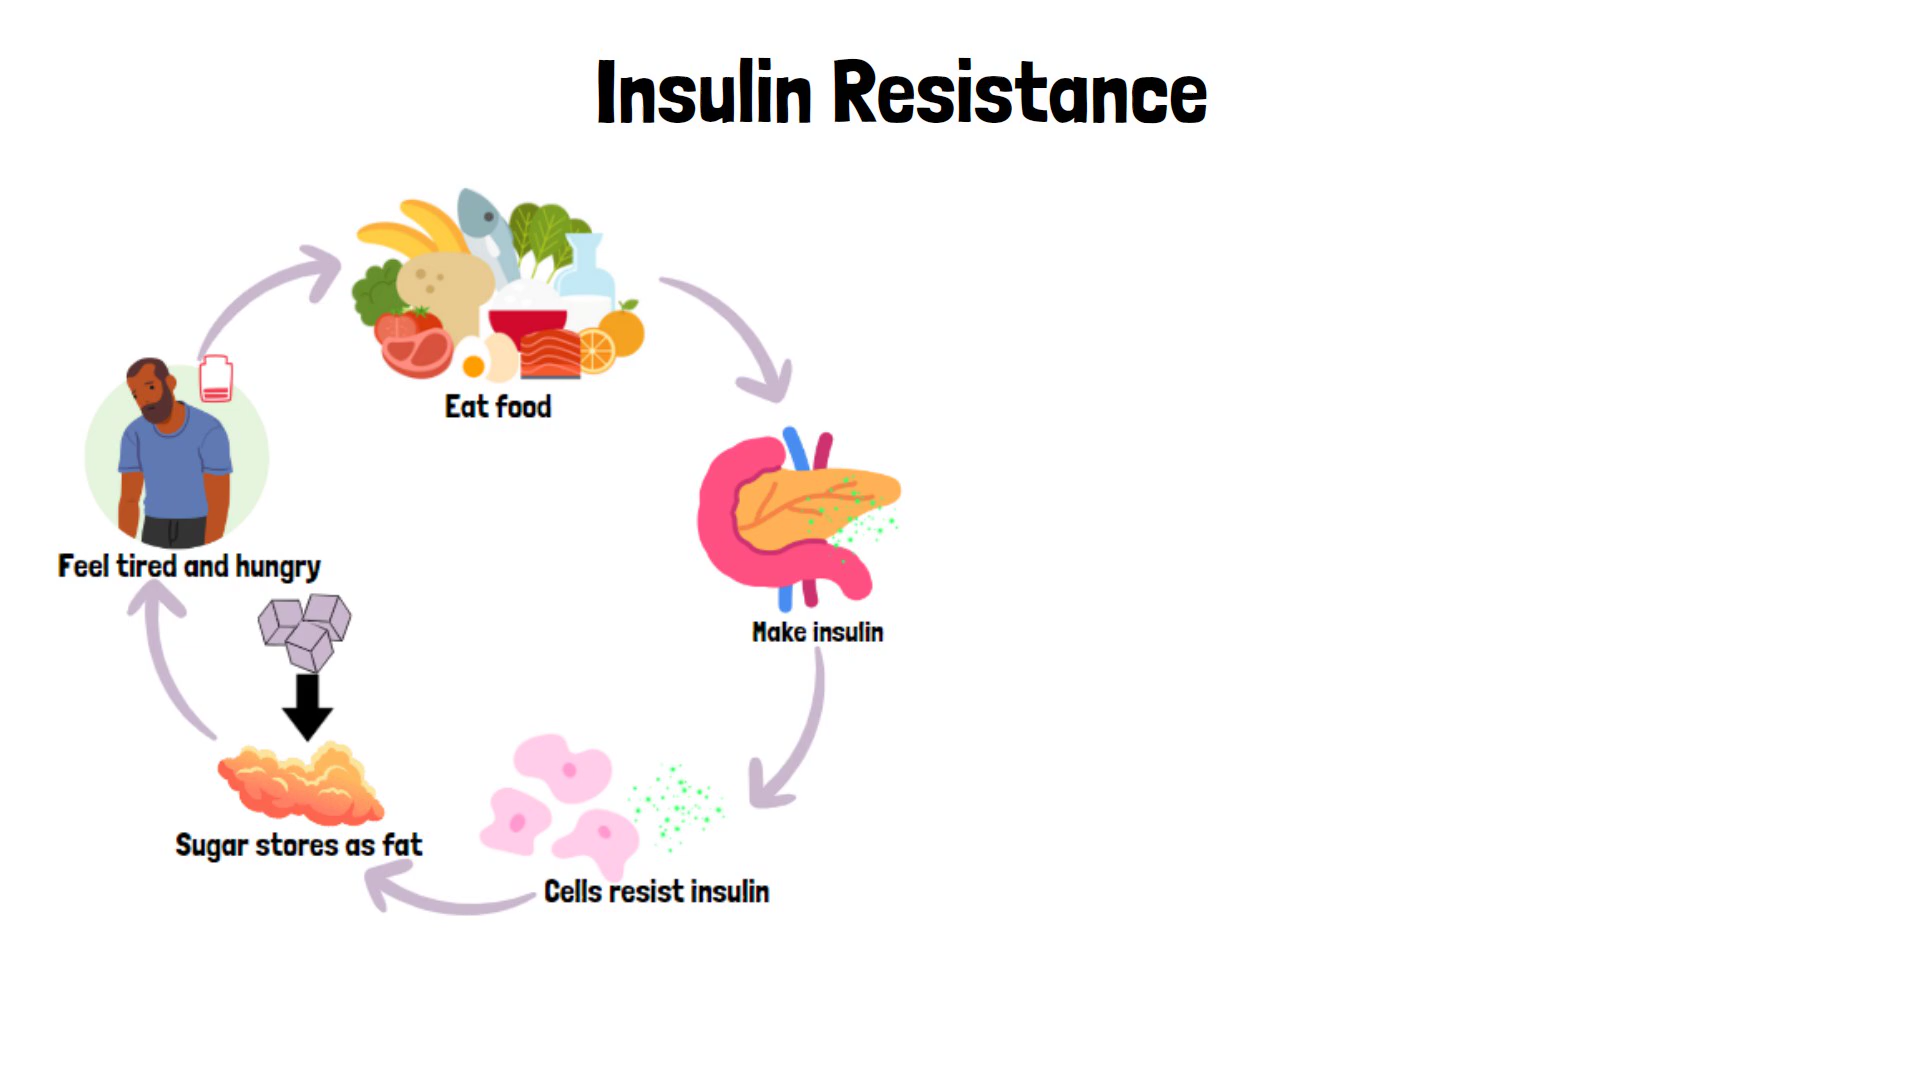 Insulin Resistance
Eat food
Make insulin
Cells resist insulin
Sugar stores as fat
Feel tired and hungry